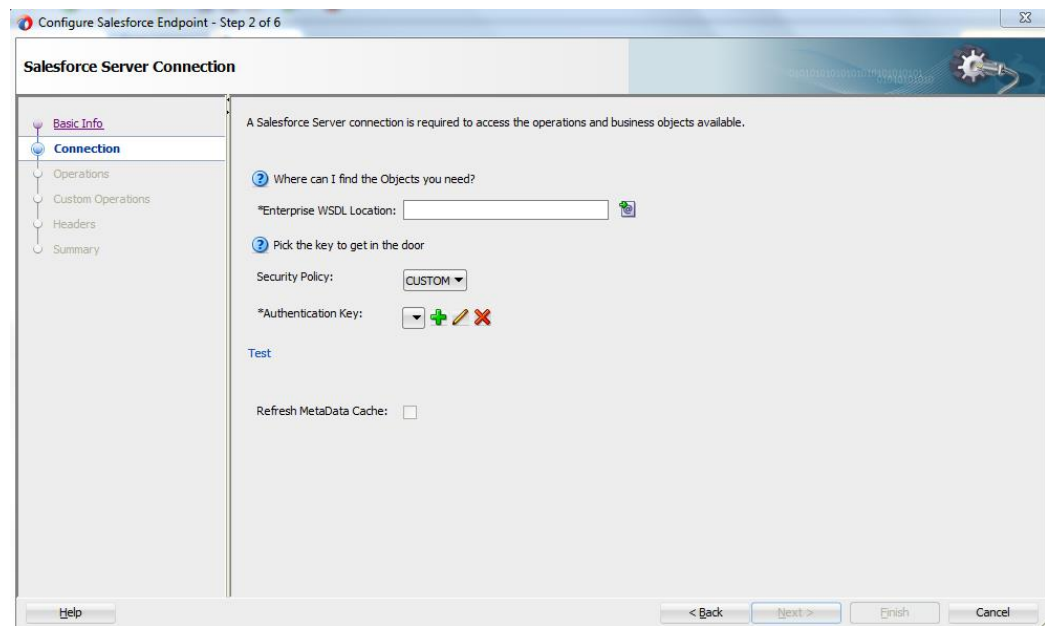 Configure Salesforce Endpoint - Step 2 of 6
Salesforce Server Connection
Basic Info
Connection
Operations
Custom Operations
Headers
Summary
A Salesforce Server connection is required to access the operations and business objects available.
Where can I find the Objects you need?
*Enterprise WSDL Location:
Pick the key to get in the door
Security Policy: CUSTOM
*Authentication Key:
Test
Refresh MetaData Cache:
Help < Back Next > Finish Cancel